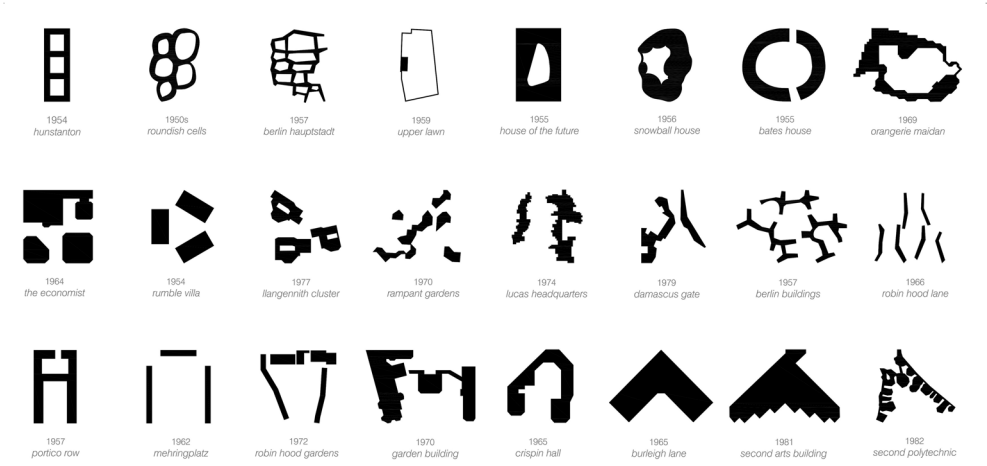 1954 1950s 1957 1959 1955 1956 1955 1969
hunstanton roundish cells berlin hauptstadt upper lawn house of the future snowball house bates house orangerie maidan
1964 1954 1977 1970 1974 1979 1957 1966
the economist rumble villa llangennith cluster rampant gardens lucas headquarters damascus gate berlin buildings robin hood lane
1957 1962 1972 1970 1965 1965 1981 1982
portico row mehringplatz robin hood gardens garden building crispin hall burleigh lane second arts building second polytechnic